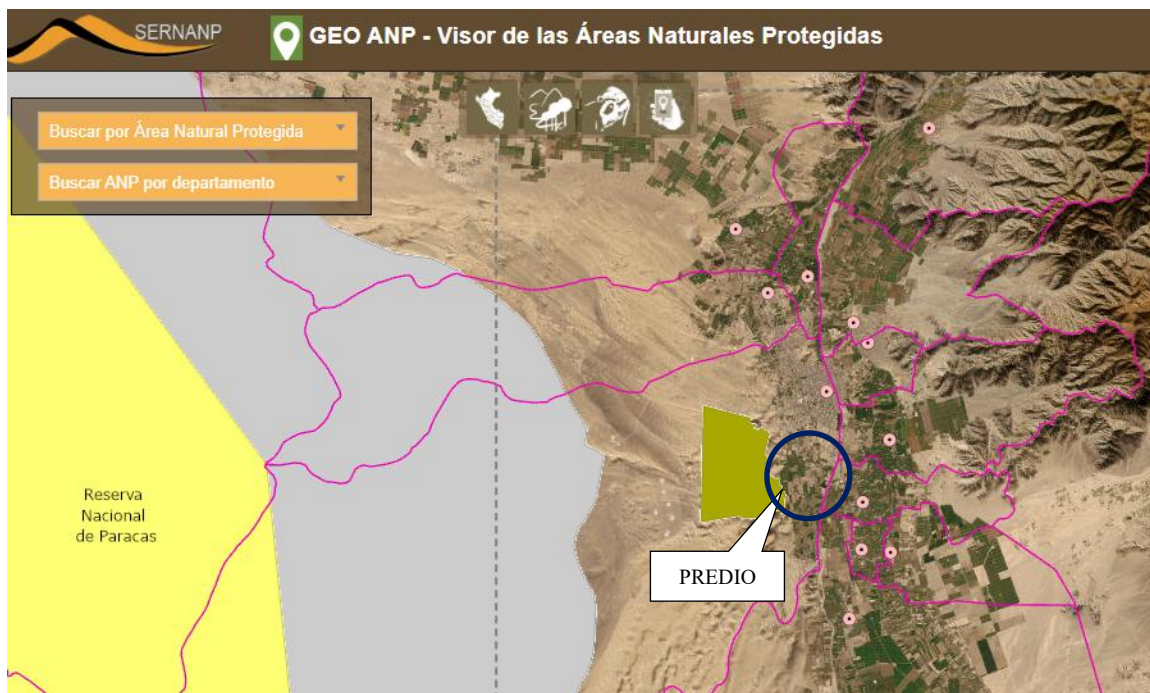 SERNANP
GEO ANP - Visor de las Áreas Naturales Protegidas
Buscar por Área Natural Protegida
Buscar ANP por departamento
Reserva
Nacional
de Paracas
PREDIO